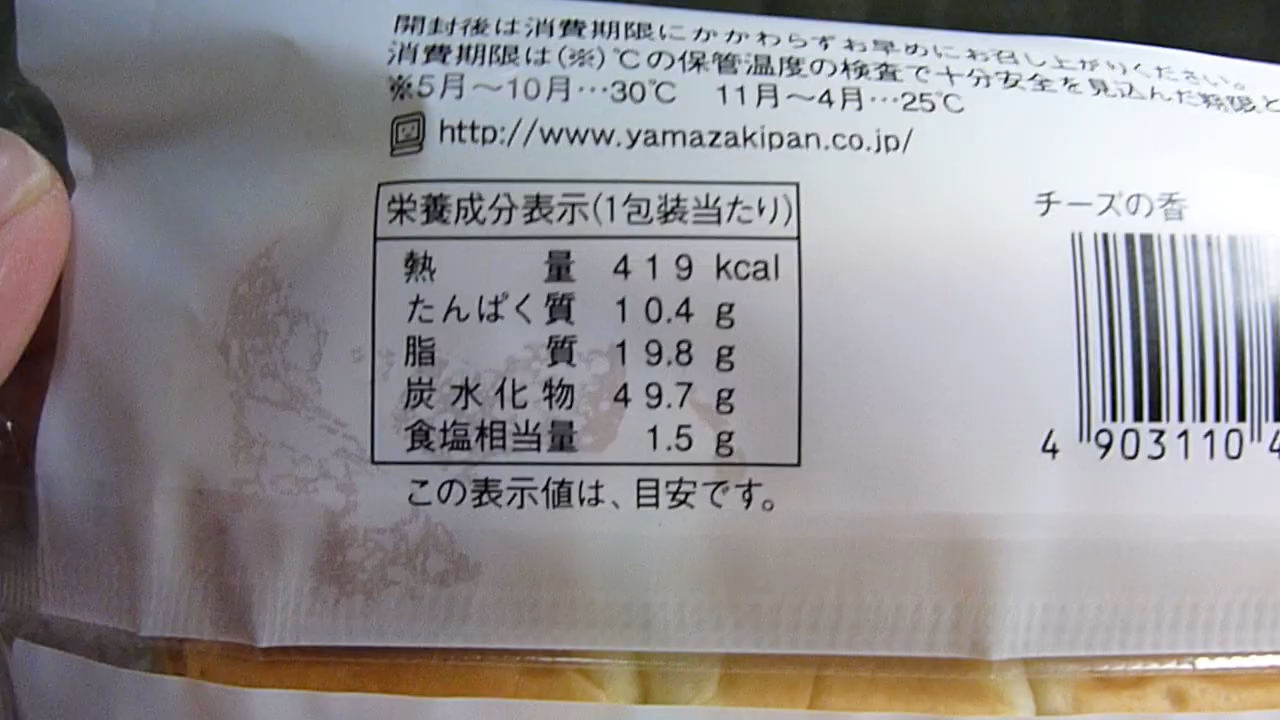 開封後は消費期限にかかわらずお早めにお召し上がりください。
消費期限は(※)℃の保管温度の検査で十分安全を見込んだ期限と
※5月～10月…30℃ 11月～4月…25℃
http://www.yamazakipan.co.jp/
栄養成分表示(1包装当たり)
熱量 419 kcal
たんぱく質 10.4 g
脂質 19.8 g
炭水化物 49.7 g
食塩相当量 1.5 g
この表示値は、目安です。
チーズの香
4 903110 4